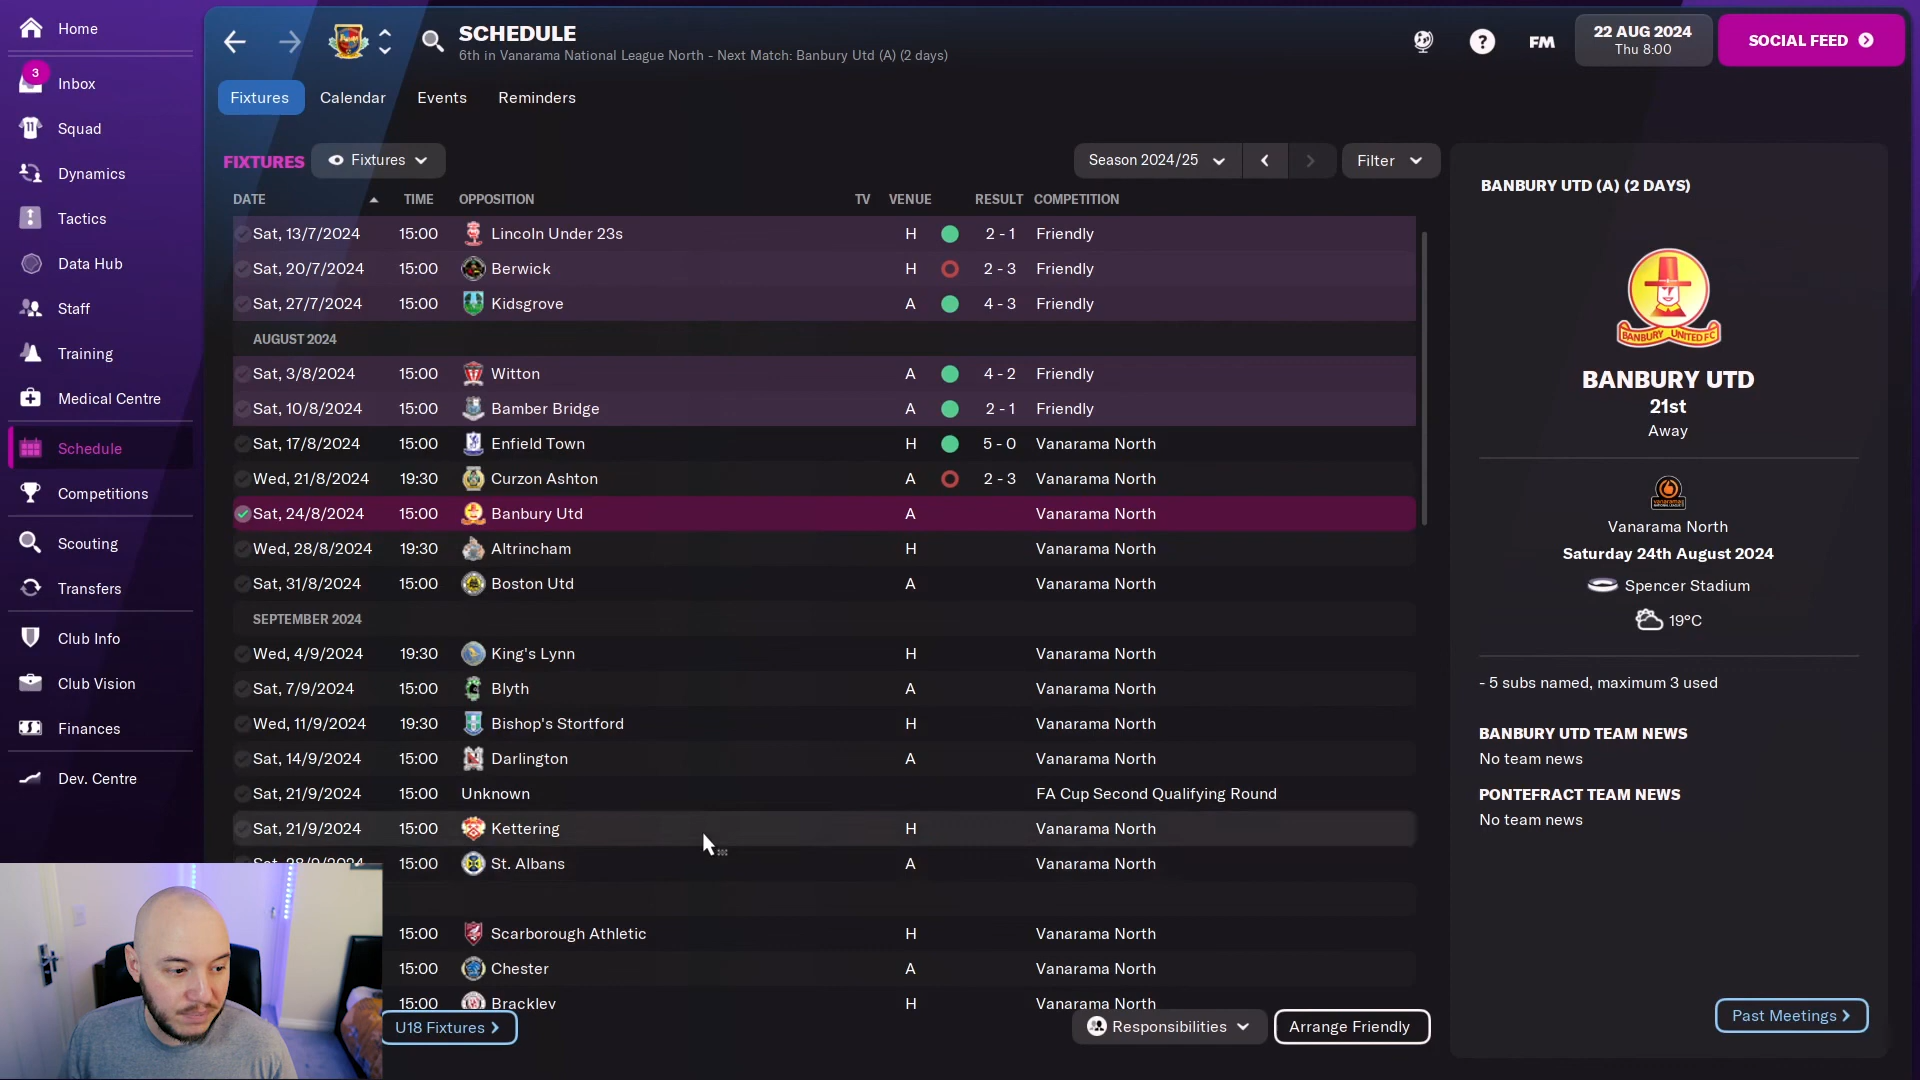 Home
3
Inbox
Squad
Dynamics
Tactics
Data Hub
Staff
Training
Medical Centre
Schedule
Competitions
Scouting
Transfers
Club Info
Club Vision
Finances
Dev. Centre
SCHEDULE
6th in Vanarama National League North - Next Match: Banbury Utd (A) (2 days)
?
FM
22 AUG 2024
Thu 8:00
SOCIAL FEED
Fixtures Calendar Events Reminders
FIXTURES Fixtures Season 2024/25 Filter
DATE TIME OPPOSITION TV VENUE RESULT COMPETITION
Sat, 13/7/2024 15:00 Lincoln Under 23s H 2 - 1 Friendly
Sat, 20/7/2024 15:00 Berwick H 2 - 3 Friendly
Sat, 27/7/2024 15:00 Kidsgrove A 4 - 3 Friendly
AUGUST 2024
Sat, 3/8/2024 15:00 Witton A 4 - 2 Friendly
Sat, 10/8/2024 15:00 Bamber Bridge A 2 - 1 Friendly
Sat, 17/8/2024 15:00 Enfield Town H 5 - 0 Vanarama North
Wed, 21/8/2024 19:30 Curzon Ashton A 2 - 3 Vanarama North
Sat, 24/8/2024 15:00 Banbury Utd A Vanarama North
Wed, 28/8/2024 19:30 Altrincham H Vanarama North
Sat, 31/8/2024 15:00 Boston Utd A Vanarama North
SEPTEMBER 2024
Wed, 4/9/2024 19:30 King's Lynn H Vanarama North
Sat, 7/9/2024 15:00 Blyth A Vanarama North
Wed, 11/9/2024 19:30 Bishop's Stortford H Vanarama North
Sat, 14/9/2024 15:00 Darlington A Vanarama North
Sat, 21/9/2024 15:00 Unknown FA Cup Second Qualifying Round
Sat, 21/9/2024 15:00 Kettering H Vanarama North
Sat, 28/9/2024 15:00 St. Albans A Vanarama North
15:00 Scarborough Athletic H Vanarama North
15:00 Chester A Vanarama North
15:00 Brackley H Vanarama North
U18 Fixtures Responsibilities Arrange Friendly
BANBURY UTD (A) (2 DAYS)
BANBURY UNITED FC
BANBURY UTD
21st
Away
Vanarama North
Saturday 24th August 2024
Spencer Stadium
19°C
- 5 subs named, maximum 3 used
BANBURY UTD TEAM NEWS
No team news
PONTEFRACT TEAM NEWS
No team news
Past Meetings